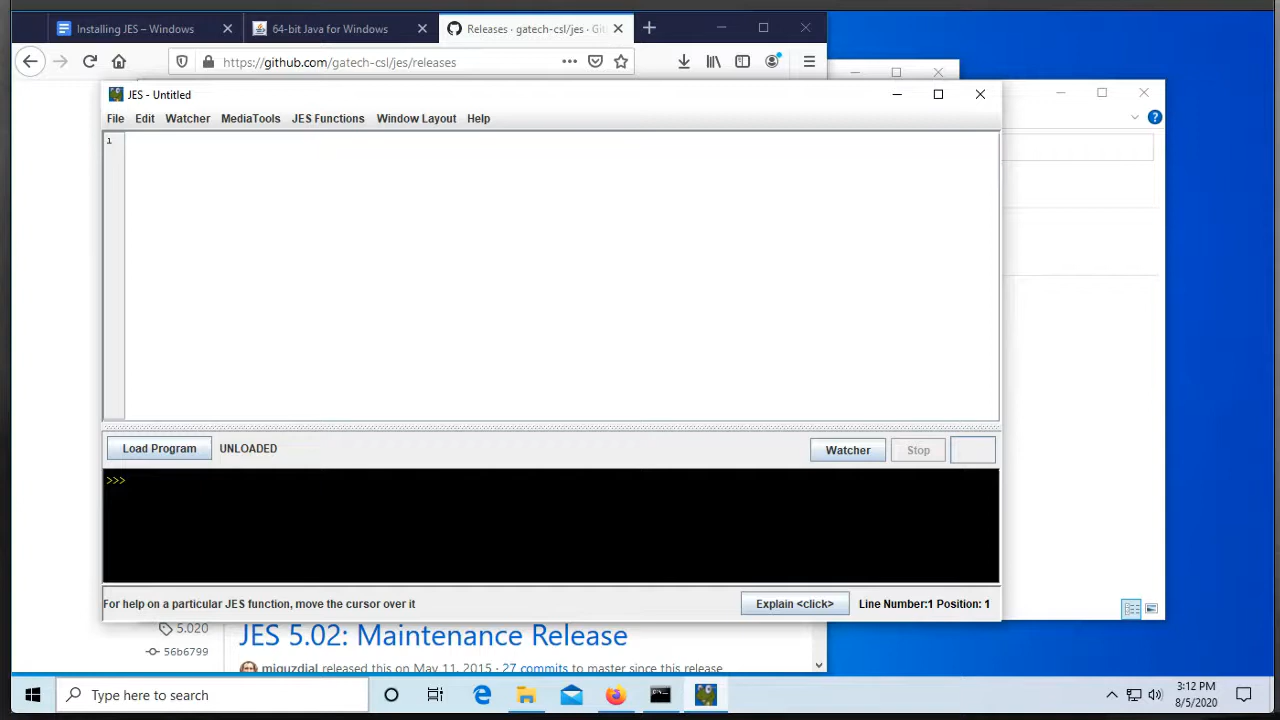 Installing JES – Windows
64-bit Java for Windows
Releases · gatech-csl/jes · Gi
https://github.com/gatech-csl/jes/releases
JES - Untitled
File Edit Watcher MediaTools JES Functions Window Layout Help
1
Load Program UNLOADED Watcher Stop
>>>
For help on a particular JES function, move the cursor over it Explain <click> Line Number:1 Position: 1
5.020
JES 5.02: Maintenance Release
56b6799
miguzdial released this on May 11, 2015 · 27 commits to master since this release
Type here to search
3:12 PM
8/5/2020